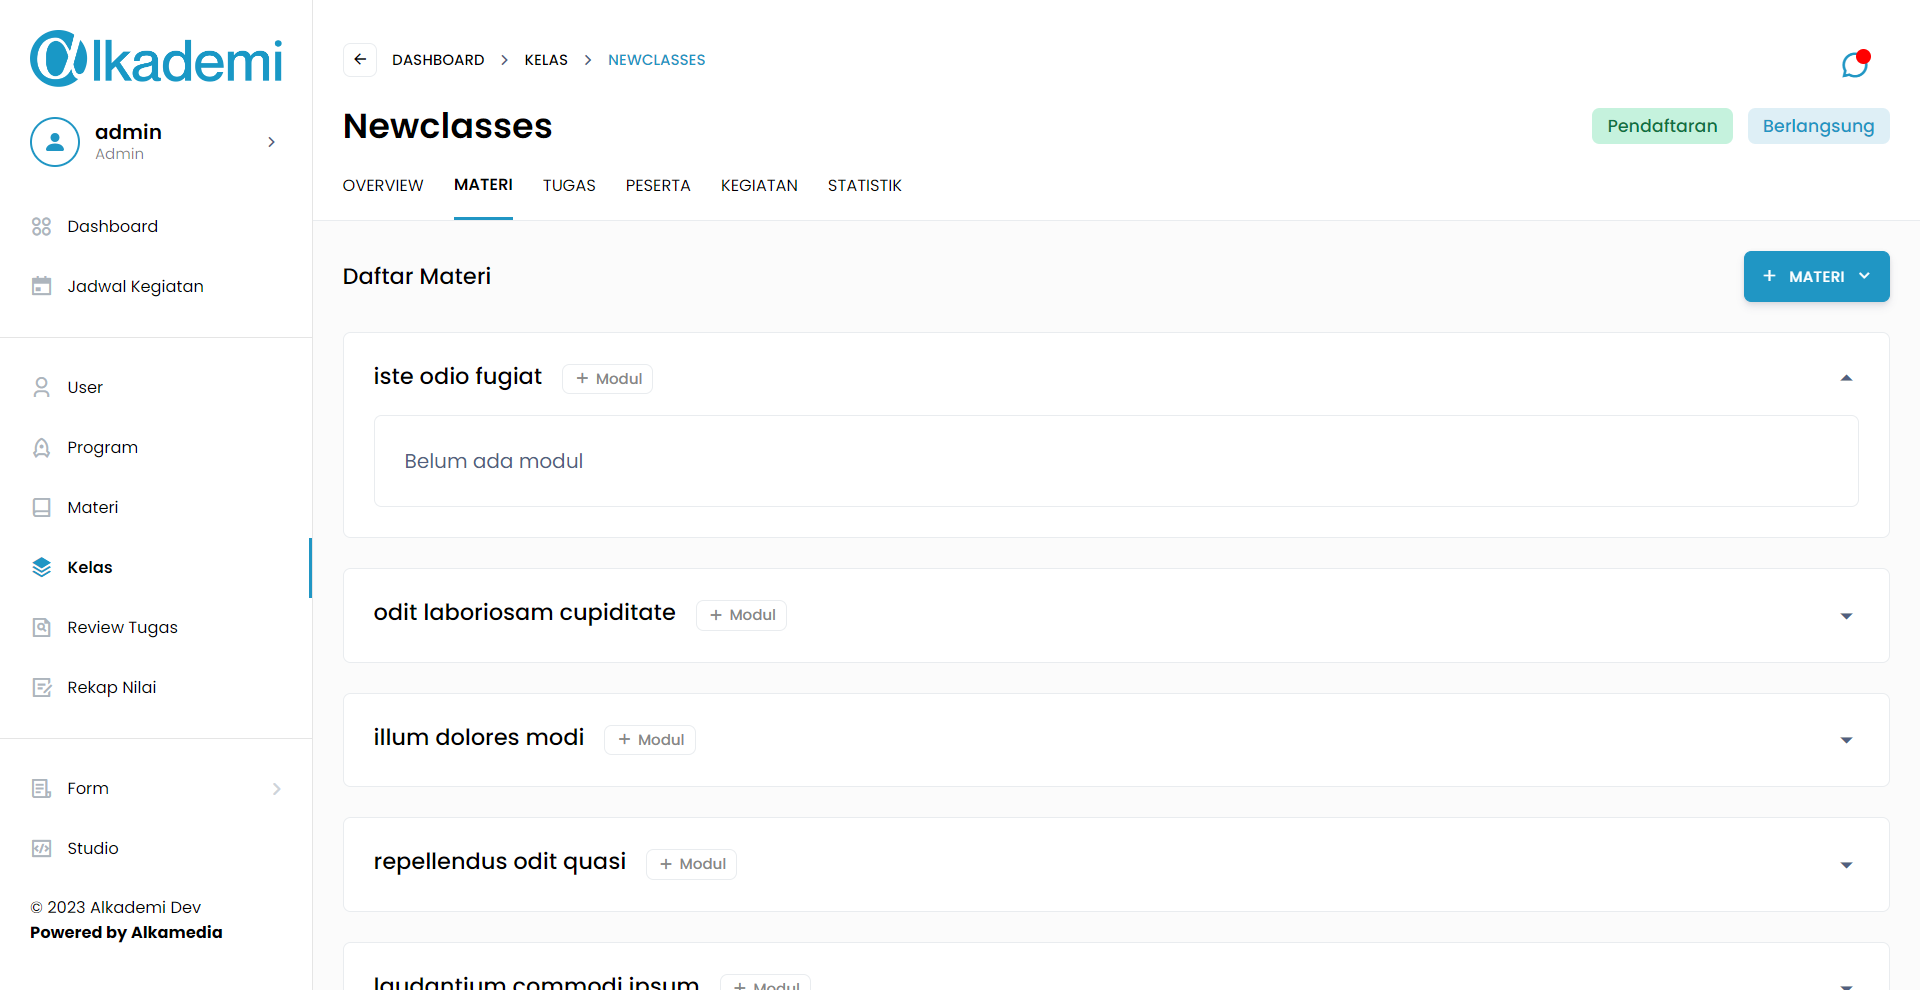 @lkademi
admin
Admin
Dashboard
Jadwal Kegiatan
User
Program
Materi
Kelas
Review Tugas
Rekap Nilai
Form
Studio
© 2023 Alkademi Dev
Powered by Alkamedia
DASHBOARD > KELAS > NEWCLASSES
Newclasses
Pendaftaran
Berlangsung
OVERVIEW MATERI TUGAS PESERTA KEGIATAN STATISTIK
Daftar Materi
+ MATERI
iste odio fugiat + Modul
Belum ada modul
odit laboriosam cupiditate + Modul
illum dolores modi + Modul
repellendus odit quasi + Modul
laudantium commodi ipsum + Modul